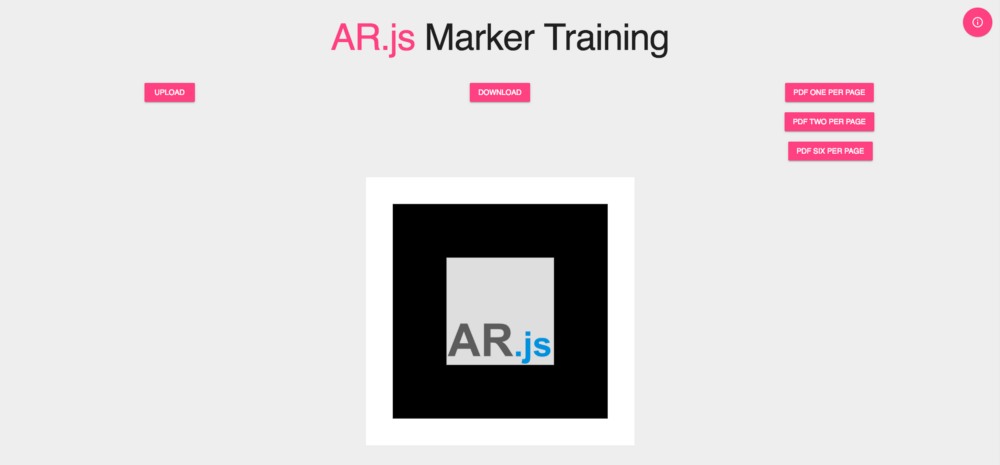 AR.js Marker Training
UPLOAD
DOWNLOAD
PDF ONE PER PAGE
PDF TWO PER PAGE
PDF SIX PER PAGE
AR.js